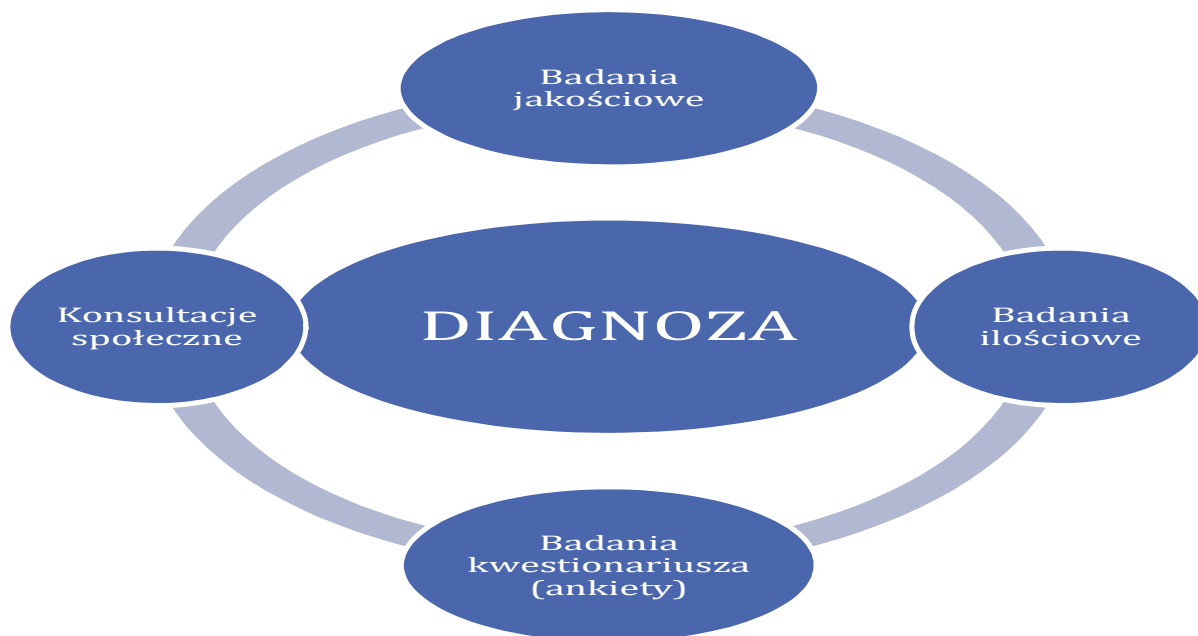 Badania
jakościowe
Konsultacje
społeczne
DIAGNOZA
Badania
ilościowe
Badania
kwestionariusza
(ankiety)